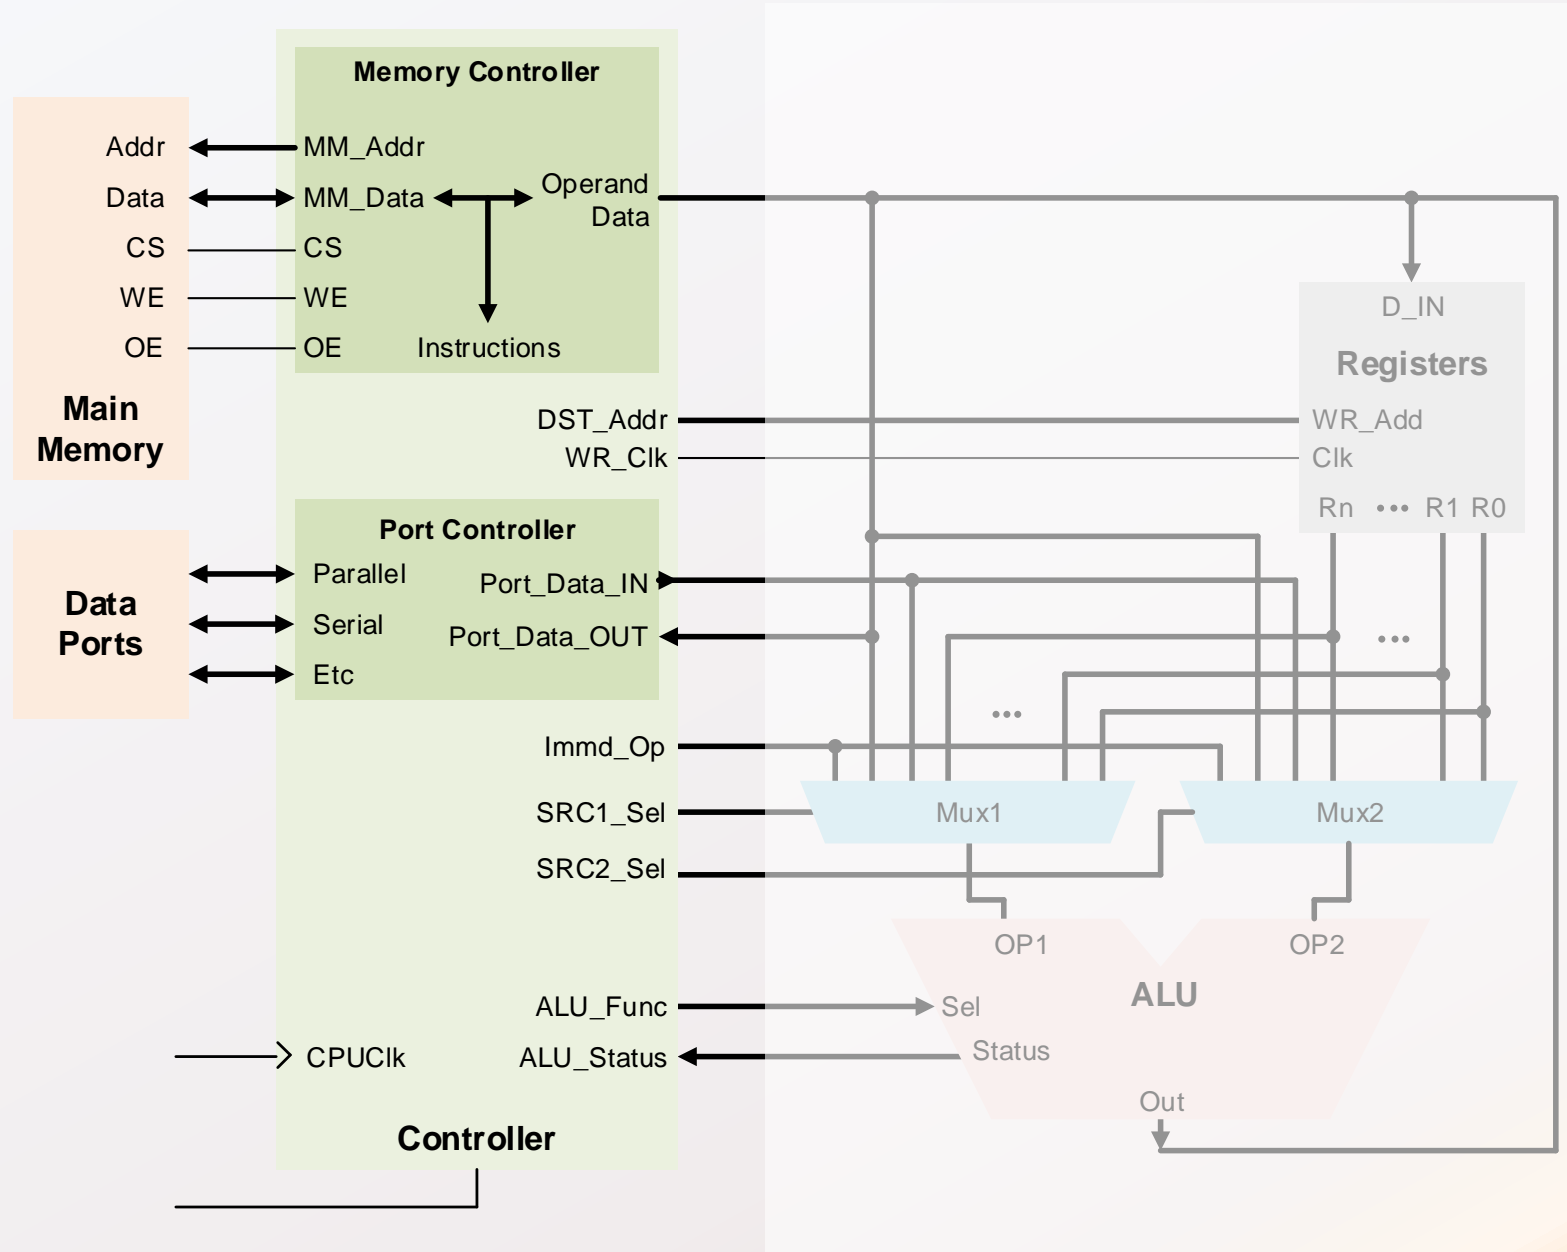 Memory Controller
Addr
MM_Addr
Data
MM_Data
Operand
Data
CS
CS
WE
WE
OE
OE
Instructions
Main
Memory
D_IN
Registers
DST_Addr
WR_Add
WR_Clk
Clk
Rn ••• R1 R0
Port Controller
Data
Ports
Parallel
Port_Data_IN
Serial
Port_Data_OUT
•••
Etc
•••
Immd_Op
SRC1_Sel
Mux1
Mux2
SRC2_Sel
OP1
OP2
ALU
ALU_Func
Sel
CPUClk
ALU_Status
Status
Out
Controller